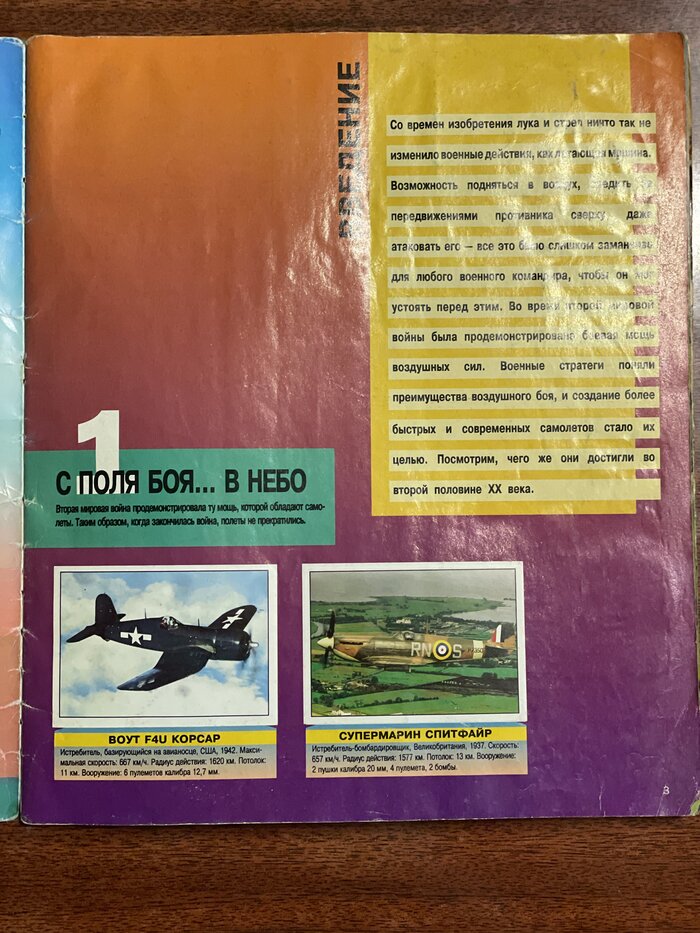 ВВЕДЕНИЕ
Со времен изобретения лука и стрел ничто так не
изменило военные действия, как летающая машина.
Возможность подняться в воздух, следить за
передвижениями противника сверху, даже
атаковать его — все это было слишком заманчиво
для любого военного командира, чтобы он мог
устоять перед этим. Во время второй мировой
войны была продемонстрирована боевая мощь
воздушных сил. Военные стратеги поняли
преимущества воздушного боя, и создание более
быстрых и современных самолетов стало их
целью. Посмотрим, чего же они достигли во
второй половине XX века.
1
С ПОЛЯ БОЯ... В НЕБО
Вторая мировая война продемонстрировала ту мощь, которой обладают само-
леты. Таким образом, когда закончилась война, полеты не прекратились.
ВОУТ F4U КОРСАР
Истребитель, базирующийся на авианосце, США, 1942. Макси-
мальная скорость: 667 км/ч. Радиус действия: 1620 км. Потолок:
11 км. Вооружение: 6 пулеметов калибра 12,7 мм.
RN S
СУПЕРМАРИН СПИТФАЙР
Истребитель-бомбардировщик, Великобритания, 1937. Скорость:
657 км/ч. Радиус действия: 1577 км. Потолок: 13 км. Вооружение:
2 пушки калибра 20 мм, 4 пулемета, 2 бомбы.
3